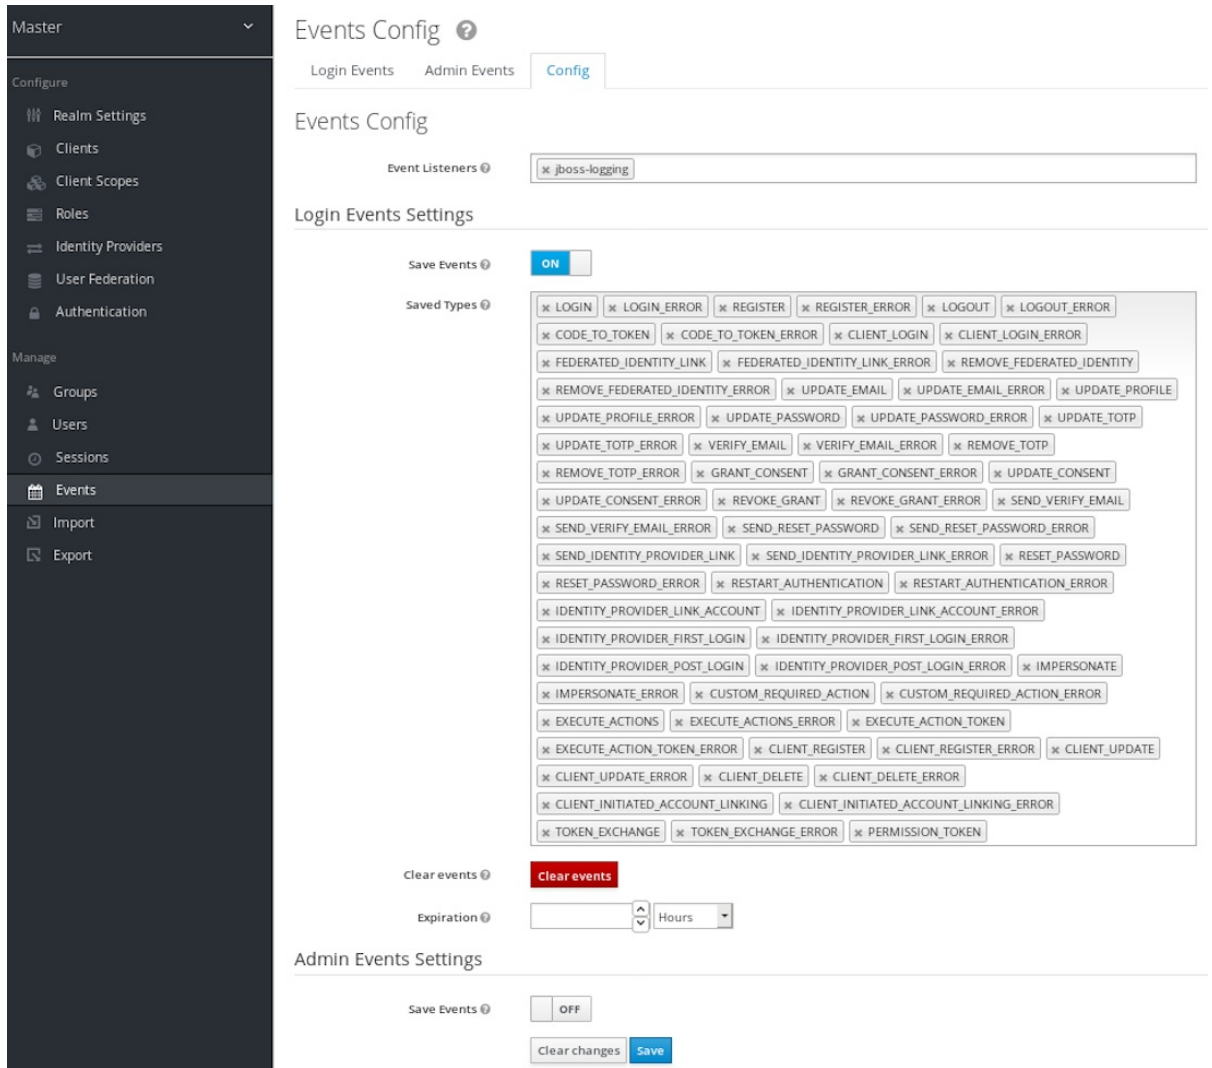 Master
Configure
Realm Settings
Clients
Client Scopes
Roles
Identity Providers
User Federation
Authentication
Manage
Groups
Users
Sessions
Events
Import
Export
Events Config
Login Events Admin Events Config
Events Config
Event Listeners jboss-logging
Login Events Settings
Save Events ON
Saved Types LOGIN LOGIN_ERROR REGISTER REGISTER_ERROR LOGOUT LOGOUT_ERROR
CODE_TO_TOKEN CODE_TO_TOKEN_ERROR CLIENT_LOGIN CLIENT_LOGIN_ERROR
FEDERATED_IDENTITY_LINK FEDERATED_IDENTITY_LINK_ERROR REMOVE_FEDERATED_IDENTITY
REMOVE_FEDERATED_IDENTITY_ERROR UPDATE_EMAIL UPDATE_EMAIL_ERROR UPDATE_PROFILE
UPDATE_PROFILE_ERROR UPDATE_PASSWORD UPDATE_PASSWORD_ERROR UPDATE_TOTP
UPDATE_TOTP_ERROR VERIFY_EMAIL VERIFY_EMAIL_ERROR REMOVE_TOTP
REMOVE_TOTP_ERROR GRANT_CONSENT GRANT_CONSENT_ERROR UPDATE_CONSENT
UPDATE_CONSENT_ERROR REVOKE_GRANT REVOKE_GRANT_ERROR SEND_VERIFY_EMAIL
SEND_VERIFY_EMAIL_ERROR SEND_RESET_PASSWORD SEND_RESET_PASSWORD_ERROR
SEND_IDENTITY_PROVIDER_LINK SEND_IDENTITY_PROVIDER_LINK_ERROR RESET_PASSWORD
RESET_PASSWORD_ERROR RESTART_AUTHENTICATION RESTART_AUTHENTICATION_ERROR
IDENTITY_PROVIDER_LINK_ACCOUNT IDENTITY_PROVIDER_LINK_ACCOUNT_ERROR
IDENTITY_PROVIDER_FIRST_LOGIN IDENTITY_PROVIDER_FIRST_LOGIN_ERROR
IDENTITY_PROVIDER_POST_LOGIN IDENTITY_PROVIDER_POST_LOGIN_ERROR IMPERSONATE
IMPERSONATE_ERROR CUSTOM_REQUIRED_ACTION CUSTOM_REQUIRED_ACTION_ERROR
EXECUTE_ACTIONS EXECUTE_ACTIONS_ERROR EXECUTE_ACTION_TOKEN
EXECUTE_ACTION_TOKEN_ERROR CLIENT_REGISTER CLIENT_REGISTER_ERROR CLIENT_UPDATE
CLIENT_UPDATE_ERROR CLIENT_DELETE CLIENT_DELETE_ERROR
CLIENT_INITIATED_ACCOUNT_LINKING CLIENT_INITIATED_ACCOUNT_LINKING_ERROR
TOKEN_EXCHANGE TOKEN_EXCHANGE_ERROR PERMISSION_TOKEN
Clear events Clear events
Expiration Hours
Admin Events Settings
Save Events OFF
Clear changes Save